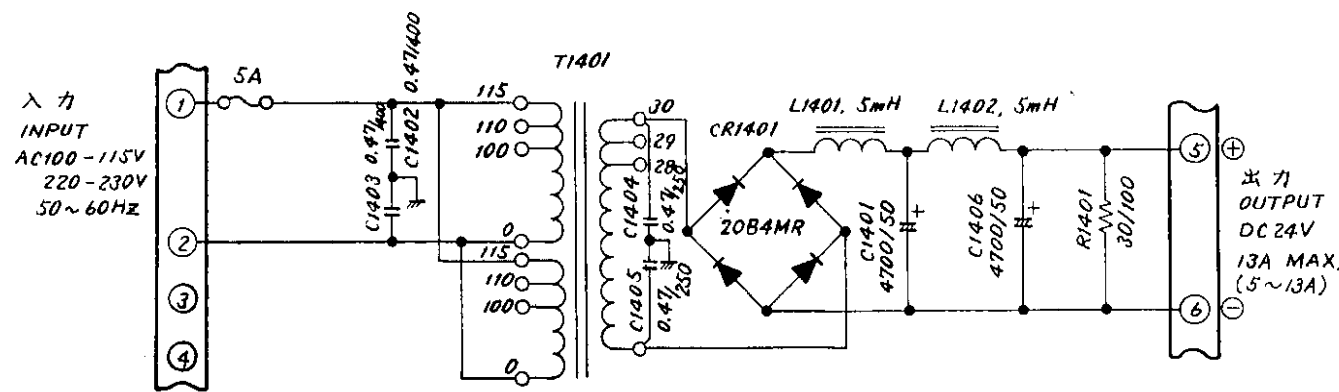 入力
INPUT
AC100-115V
220-230V
50~60Hz
1
2
3
4
5A
C1402 0.47/400
C1403 0.47/400
T1401
115
110
100
0
115
110
100
0
30
29
28
C1404
0.47/250
C1405
0.47/250
CR1401
20B4MR
L1401, 5mH
L1402, 5mH
C1401
4700/50
+
C1406
4700/50
+
R1401
30/100
5
+
6
-
出力
OUTPUT
DC24V
13A MAX.
(5~13A)